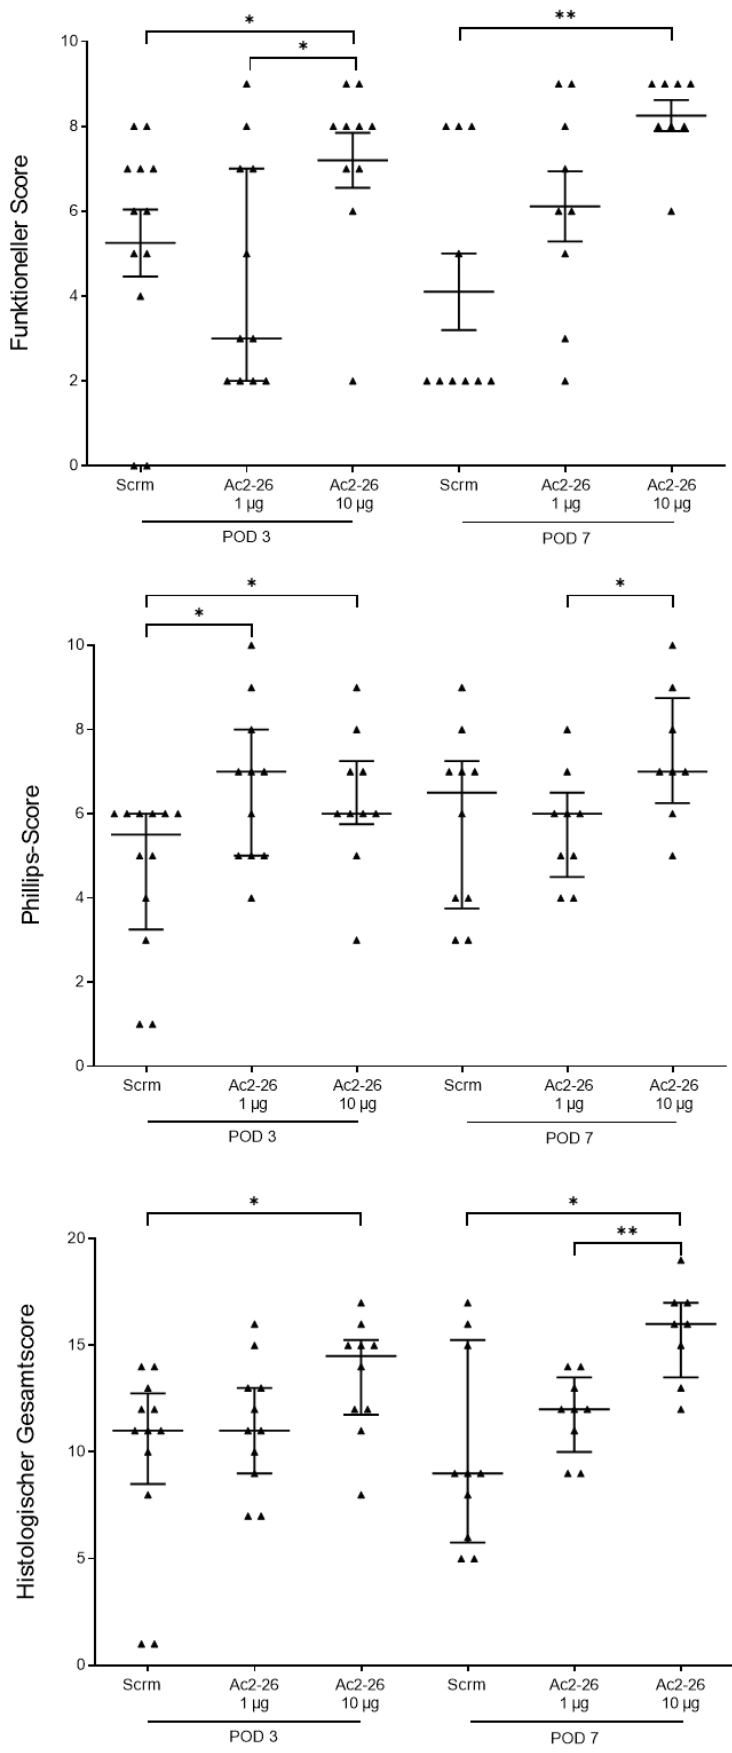 *
*
**
10
8
6
4
2
0
Funktioneller Score
Scrm
Ac2-26
1 µg
Ac2-26
10 µg
Scrm
Ac2-26
1 µg
Ac2-26
10 µg
POD 3
POD 7
*
*
*
10
8
6
4
2
0
Phillips-Score
Scrm
Ac2-26
1 µg
Ac2-26
10 µg
Scrm
Ac2-26
1 µg
Ac2-26
10 µg
POD 3
POD 7
*
*
**
20
15
10
5
0
Histologischer Gesamtscore
Scrm
Ac2-26
1 µg
Ac2-26
10 µg
Scrm
Ac2-26
1 µg
Ac2-26
10 µg
POD 3
POD 7